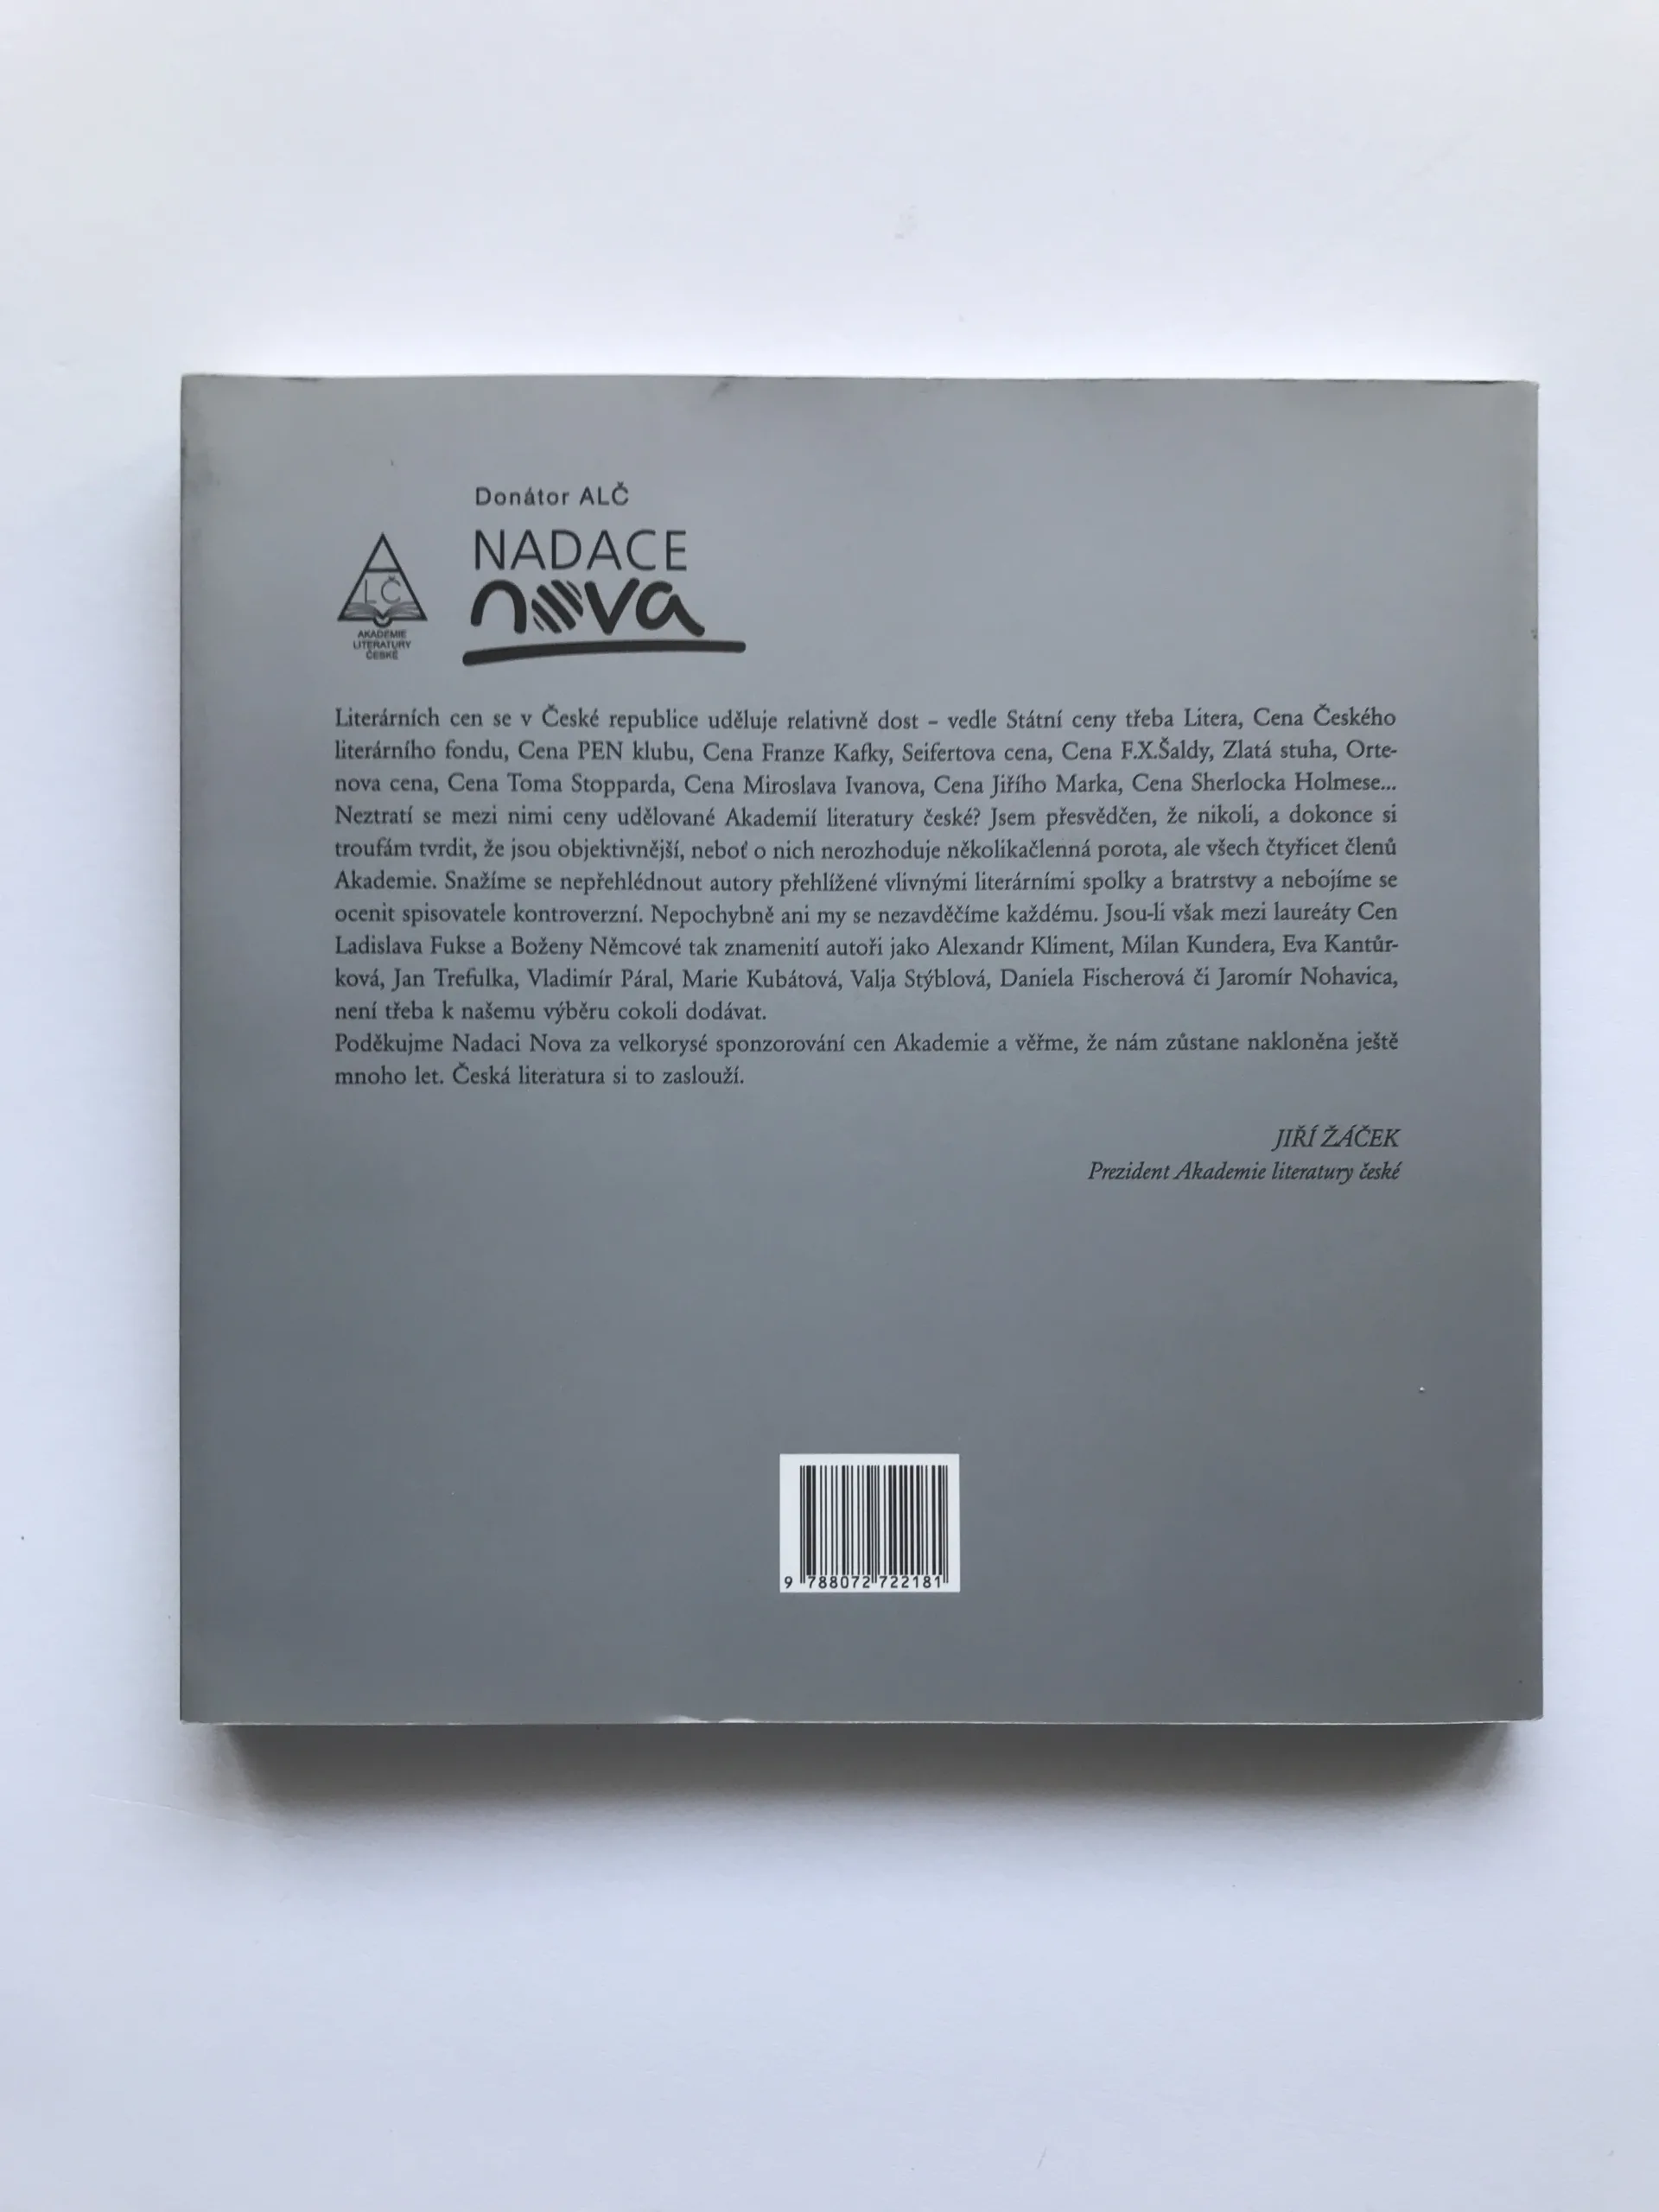 Donátor ALČ
NADACE
nova
A
LČ
AKADEMIE
LITERATURY
ČESKÉ
Literárních cen se v České republice uděluje relativně dost – vedle Státní ceny třeba Litera, Cena Českého
literárního fondu, Cena PEN klubu, Cena Franze Kafky, Seifertova cena, Cena F.X.Šaldy, Zlatá stuha, Orte-
nova cena, Cena Toma Stopparda, Cena Miroslava Ivanova, Cena Jiřího Marka, Cena Sherlocka Holmese...
Neztratí se mezi nimi ceny udělované Akademií literatury české? Jsem přesvědčen, že nikoli, a dokonce si
troufám tvrdit, že jsou objektivnější, neboť o nich nerozhoduje několikačlenná porota, ale všech čtyřicet členů
Akademie. Snažíme se nepřehlédnout autory přehlížené vlivnými literárními spolky a bratrstvy a nebojíme se
ocenit spisovatele kontroverzní. Nepochybně ani my se nezavděčíme každému. Jsou-li však mezi laureáty Cen
Ladislava Fukse a Boženy Němcové tak znamenití autoři jako Alexandr Kliment, Milan Kundera, Eva Kantůr-
ková, Jan Trefulka, Vladimír Páral, Marie Kubátová, Valja Stýblová, Daniela Fischerová či Jaromír Nohavica,
není třeba k našemu výběru cokoli dodávat.
Poděkujme Nadaci Nova za velkorysé sponzorování cen Akademie a věřme, že nám zůstane nakloněna ještě
mnoho let. Česká literatura si to zaslouží.
JIŘÍ ŽÁČEK
Prezident Akademie literatury české
9 788072 722181